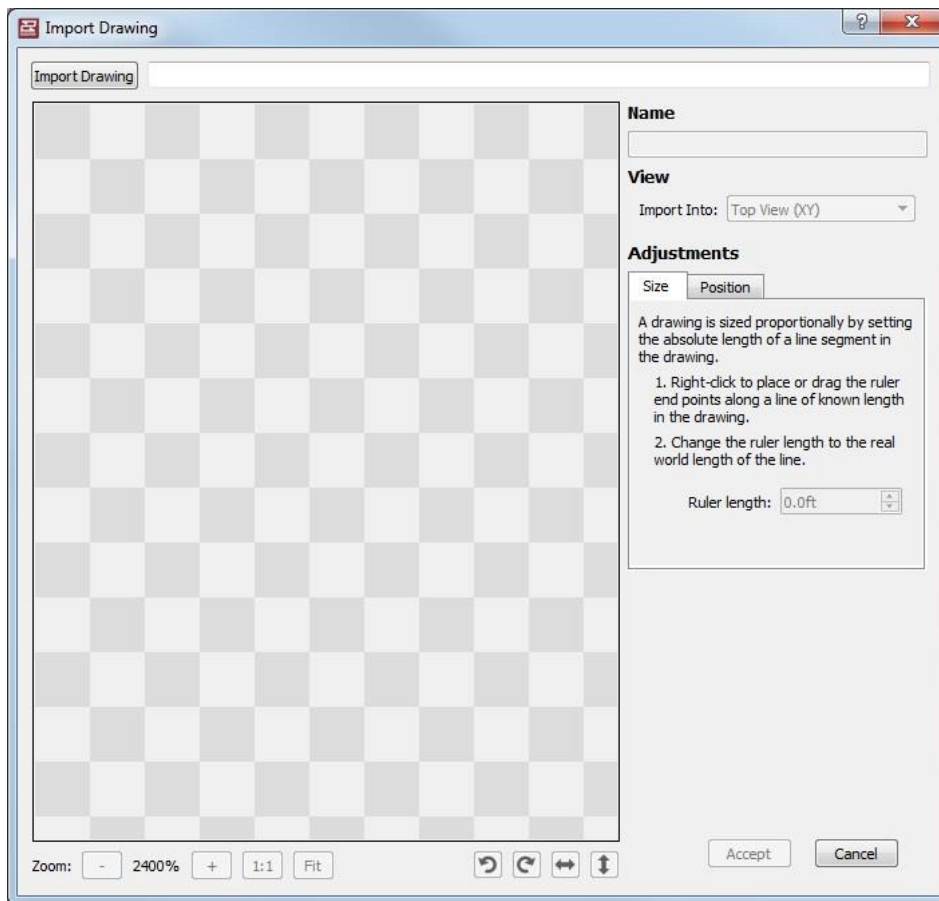 Import Drawing
Import Drawing
Name
View
Import Into: Top View (XY)
Adjustments
Size Position
A drawing is sized proportionally by setting
the absolute length of a line segment in
the drawing.
1. Right-click to place or drag the ruler
end points along a line of known length
in the drawing.
2. Change the ruler length to the real
world length of the line.
Ruler length: 0.0ft
Zoom: - 2400% + 1:1 Fit
Accept Cancel